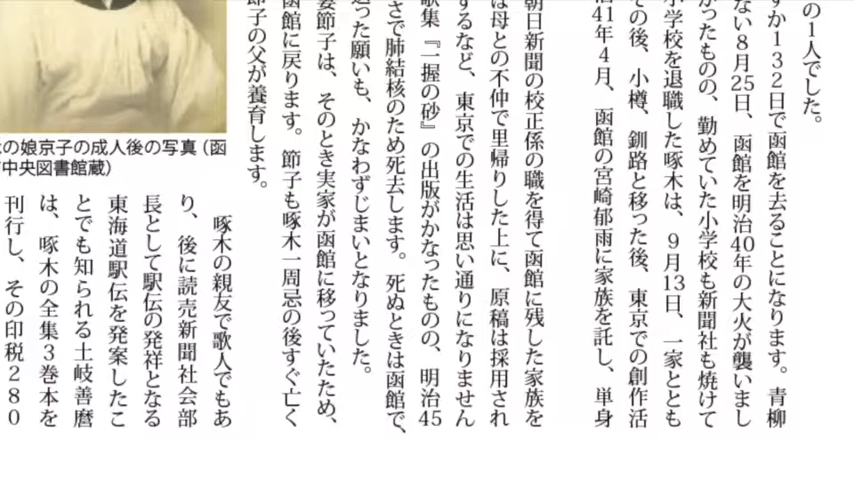 の1人でした。
ずか132日で函館を去ることになります。青柳
ない8月25日、函館を明治40年の大火が襲いまし
かったものの、勤めていた小学校も新聞社も焼けて
小学校を退職した啄木は、9月13日、一家ととも
その後、小樽、釧路と移った後、東京での創作活
治41年4月、函館の宮崎郁雨に家族を託し、単身
朝日新聞の校正係の職を得て函館に残した家族を
は母との不仲で里帰りした上に、原稿は採用され
するなど、東京での生活は思い通りになりません
歌集『一握の砂』の出版がかなったものの、明治45
さで肺結核のため死去します。死ぬときは函館で、
った願いも、かなわずじまいとなりました。
妻節子は、そのとき実家が函館に移っていたため、
函館に戻ります。節子も啄木一周忌の後すぐ亡く
節子の父が養育します。
の娘京子の成人後の写真(函
中央図書館蔵)
啄木の親友で歌人でもあ
り、後に読売新聞社会部
長として駅伝の発祥となる
東海道駅伝を発案したこ
とでも知られる土岐善麿
は、啄木の全集3巻本を
刊行し、その印税280